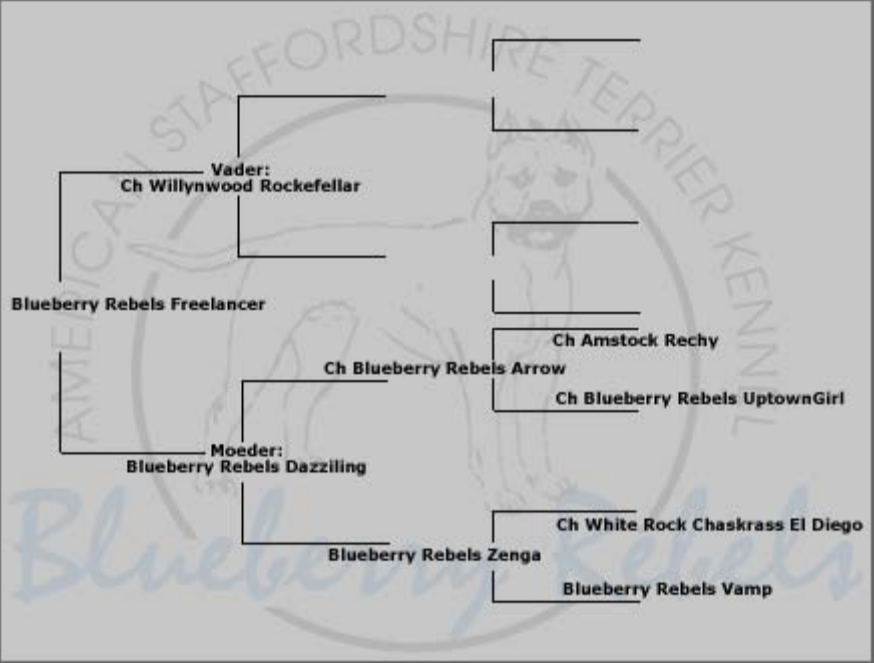 AMERICAN STAFFORDSHIRE TERRIER KENNEL
Vader:
Ch Willynwood Rockefellar
Blueberry Rebels Freelancer
Ch Amstock Rechy
Ch Blueberry Rebels Arrow
Ch Blueberry Rebels UptownGirl
Moeder:
Blueberry Rebels Dazziling
Ch White Rock Chaskrass El Diego
Blueberry Rebels Zenga
Blueberry Rebels Vamp
Blueberry Rebels